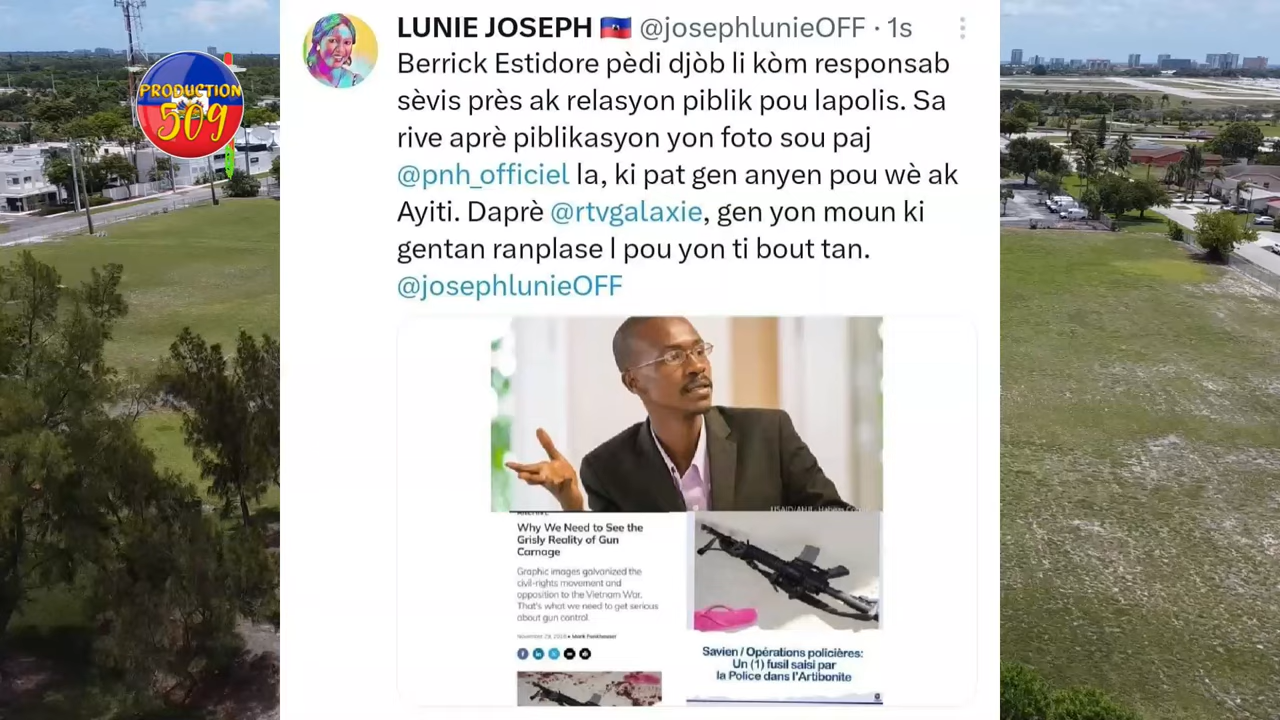 PRODUCTION
509
LUNIE JOSEPH 🇭🇹 @josephlunieOFF · 1s
Berrick Estidore pèdi djòb li kòm responsab
sèvis près ak relasyon piblik pou lapolis. Sa
rive aprè piblikasyon yon foto sou paj
@pnh_officiel la, ki pat gen anyen pou wè ak
Ayiti. Daprè @rtvgalaxie, gen yon moun ki
gentan ranplase l pou yon ti bout tan.
@josephlunieOFF
Why We Need to See the
Grisly Reality of Gun
Carnage
Graphic images galvanized the
civil-rights movement and
opposition to the Vietnam War.
That's what we need to get serious
about gun control.
Savien / Opérations policières:
Un (1) fusil saisi par
la Police dans l'Artibonite